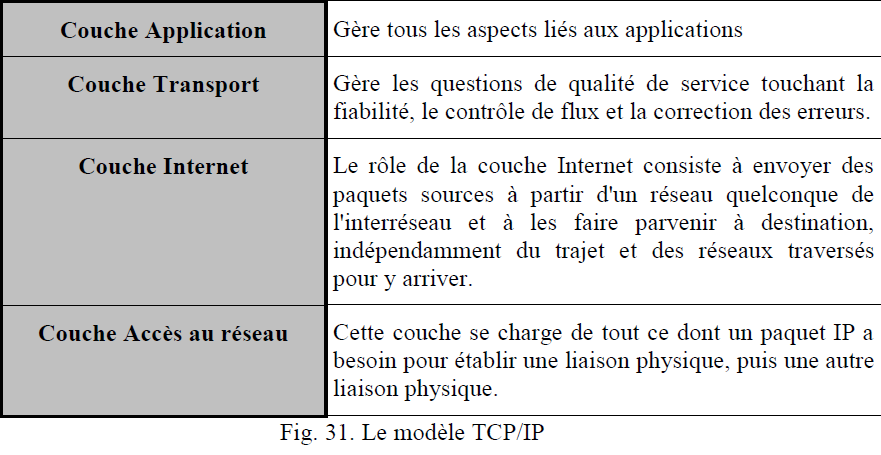 Couche Application
Gère tous les aspects liés aux applications
Couche Transport
Gère les questions de qualité de service touchant la
fiabilité, le contrôle de flux et la correction des erreurs.
Couche Internet
Le rôle de la couche Internet consiste à envoyer des
paquets sources à partir d'un réseau quelconque de
l'interréseau et à les faire parvenir à destination,
indépendamment du trajet et des réseaux traversés
pour y arriver.
Couche Accès au réseau
Cette couche se charge de tout ce dont un paquet IP a
besoin pour établir une liaison physique, puis une autre
liaison physique.
Fig. 31. Le modèle TCP/IP